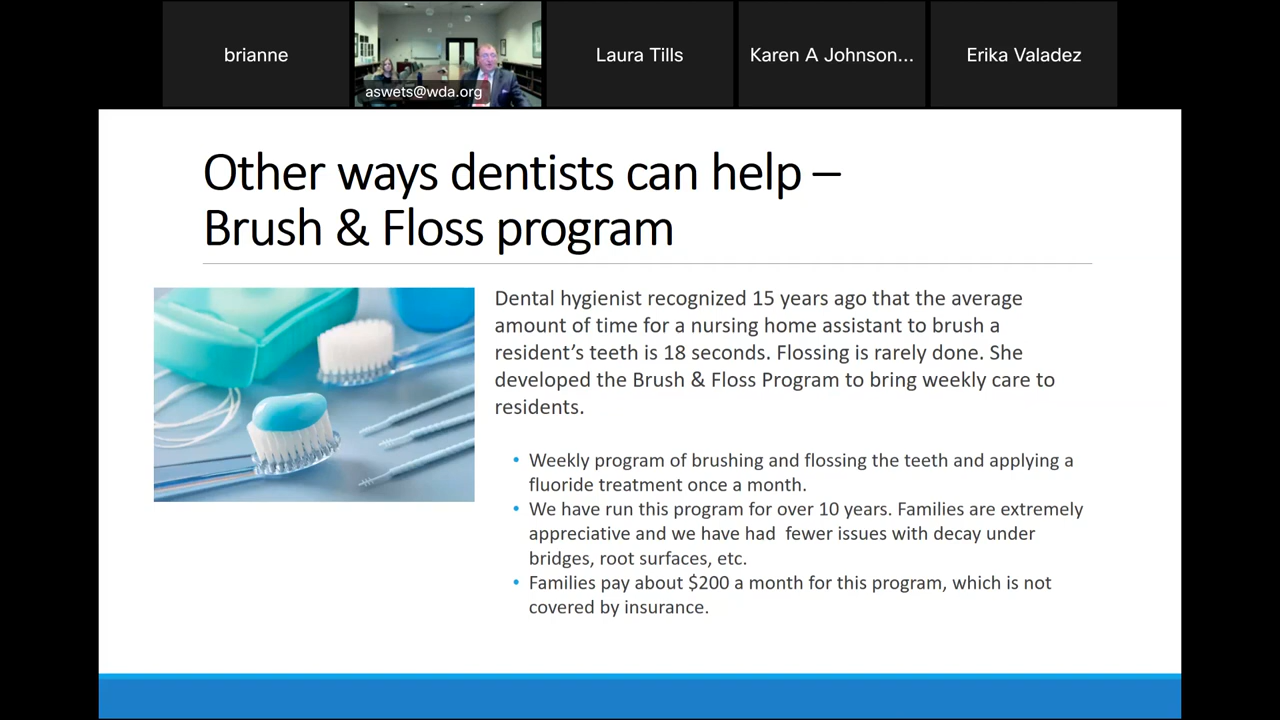 brianne
aswets@wda.org
Laura Tills
Karen A Johnson...
Erika Valadez
Other ways dentists can help –
Brush & Floss program
Dental hygienist recognized 15 years ago that the average
amount of time for a nursing home assistant to brush a
resident's teeth is 18 seconds. Flossing is rarely done. She
developed the Brush & Floss Program to bring weekly care to
residents.
• Weekly program of brushing and flossing the teeth and applying a
fluoride treatment once a month.
• We have run this program for over 10 years. Families are extremely
appreciative and we have had  fewer issues with decay under
bridges, root surfaces, etc.
• Families pay about $200 a month for this program, which is not
covered by insurance.